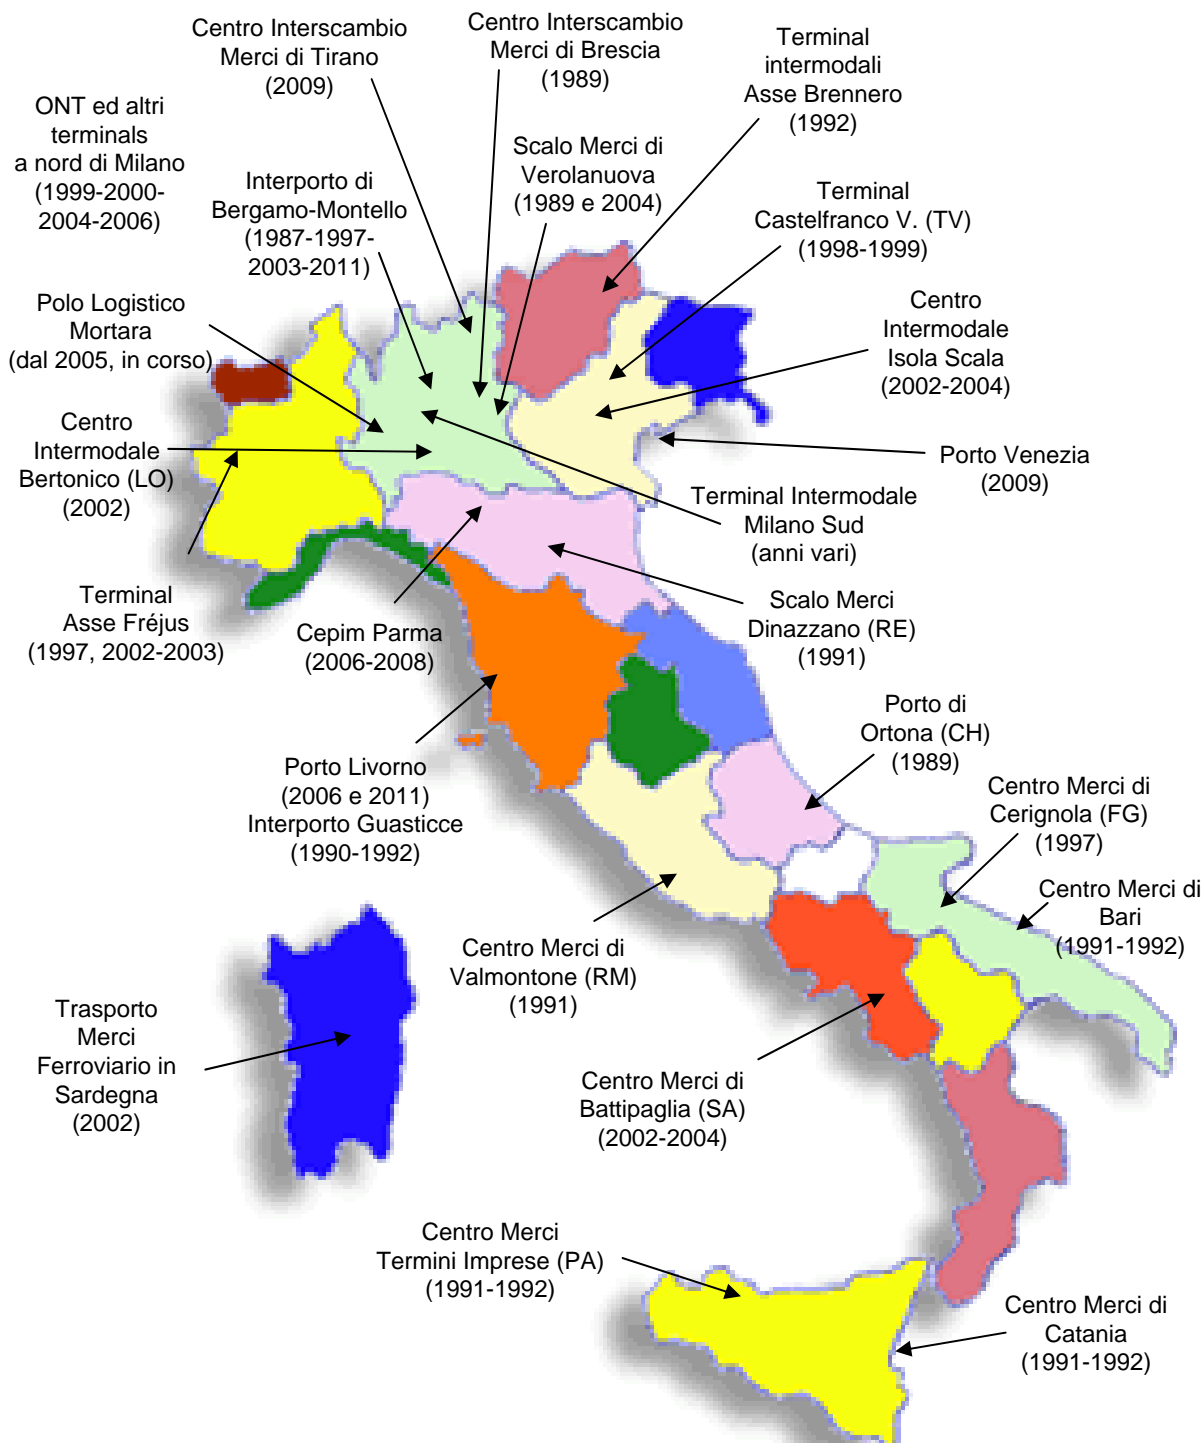 Centro Interscambio
Merci di Tirano
(2009)
Centro Interscambio
Merci di Brescia
(1989)
Terminal
intermodali
Asse Brennero
(1992)
ONT ed altri
terminals
a nord di Milano
(1999-2000-
2004-2006)
Interporto di
Bergamo-Montello
(1987-1997-
2003-2011)
Scalo Merci di
Verolanuova
(1989 e 2004)
Terminal
Castelfranco V. (TV)
(1998-1999)
Polo Logistico
Mortara
(dal 2005, in corso)
Centro
Intermodale
Isola Scala
(2002-2004)
Centro
Intermodale
Bertonico (LO)
(2002)
Porto Venezia
(2009)
Terminal Intermodale
Milano Sud
(anni vari)
Terminal
Asse Fréjus
(1997, 2002-2003)
Cepim Parma
(2006-2008)
Scalo Merci
Dinazzano (RE)
(1991)
Porto di
Ortona (CH)
(1989)
Porto Livorno
(2006 e 2011)
Interporto Guasticce
(1990-1992)
Centro Merci di
Cerignola (FG)
(1997)
Centro Merci di
Bari
(1991-1992)
Centro Merci di
Valmontone (RM)
(1991)
Trasporto
Merci
Ferroviario in
Sardegna
(2002)
Centro Merci di
Battipaglia (SA)
(2002-2004)
Centro Merci
Termini Imprese (PA)
(1991-1992)
Centro Merci di
Catania
(1991-1992)